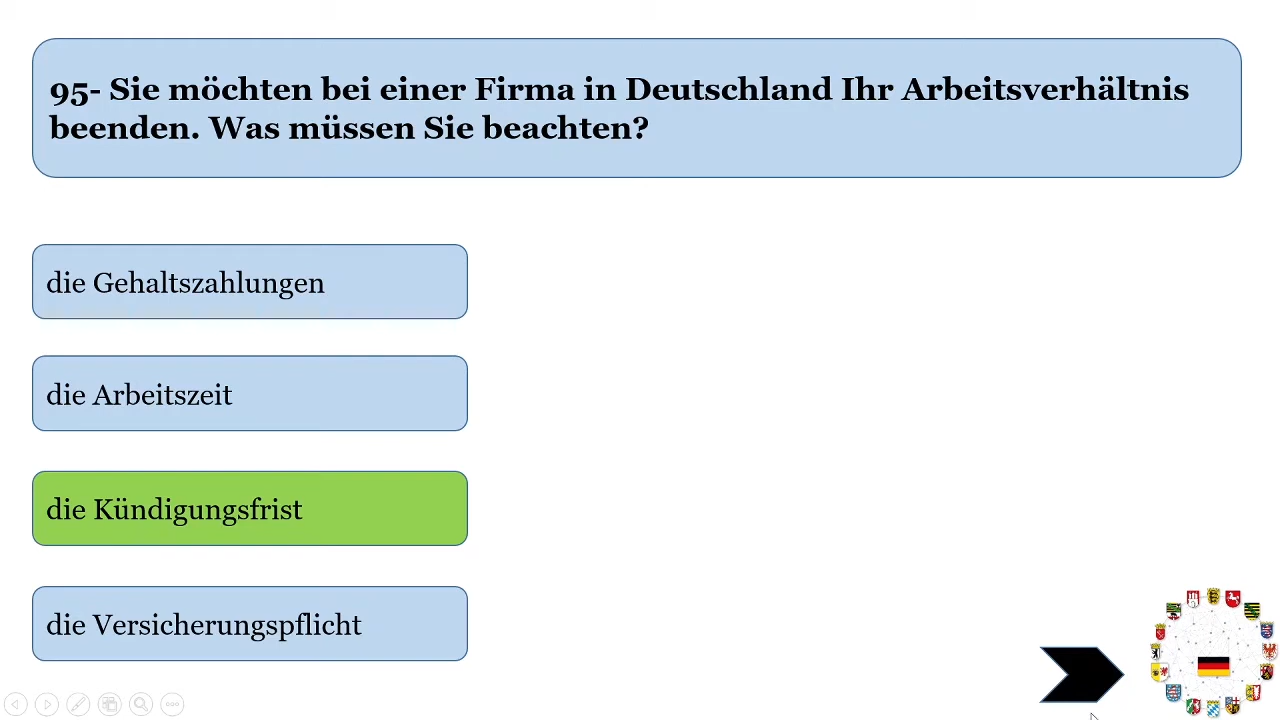 95- Sie möchten bei einer Firma in Deutschland Ihr Arbeitsverhältnis
beenden. Was müssen Sie beachten?
die Gehaltszahlungen
die Arbeitszeit
die Kündigungsfrist
die Versicherungspflicht